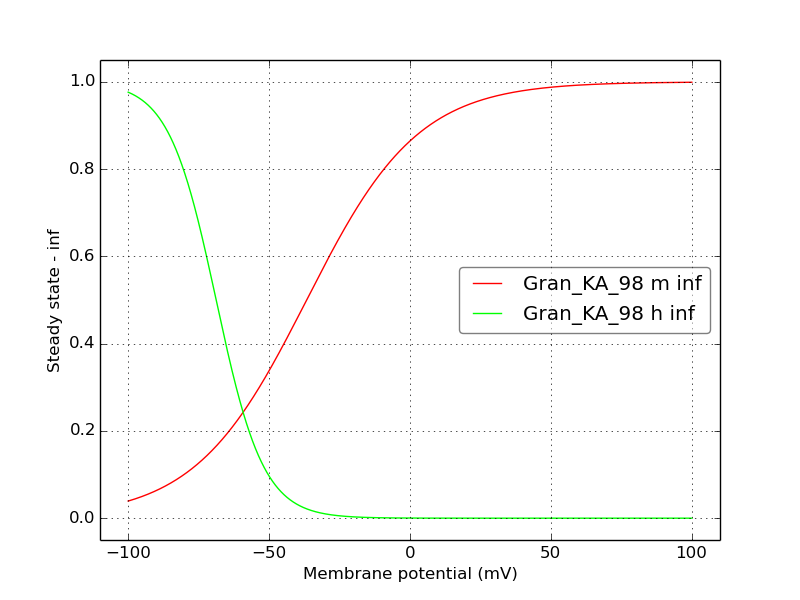 1.0
0.8
0.6
0.4
0.2
0.0
Steady state - inf
Gran_KA_98 m inf
Gran_KA_98 h inf
−100
−50
0
50
100
Membrane potential (mV)